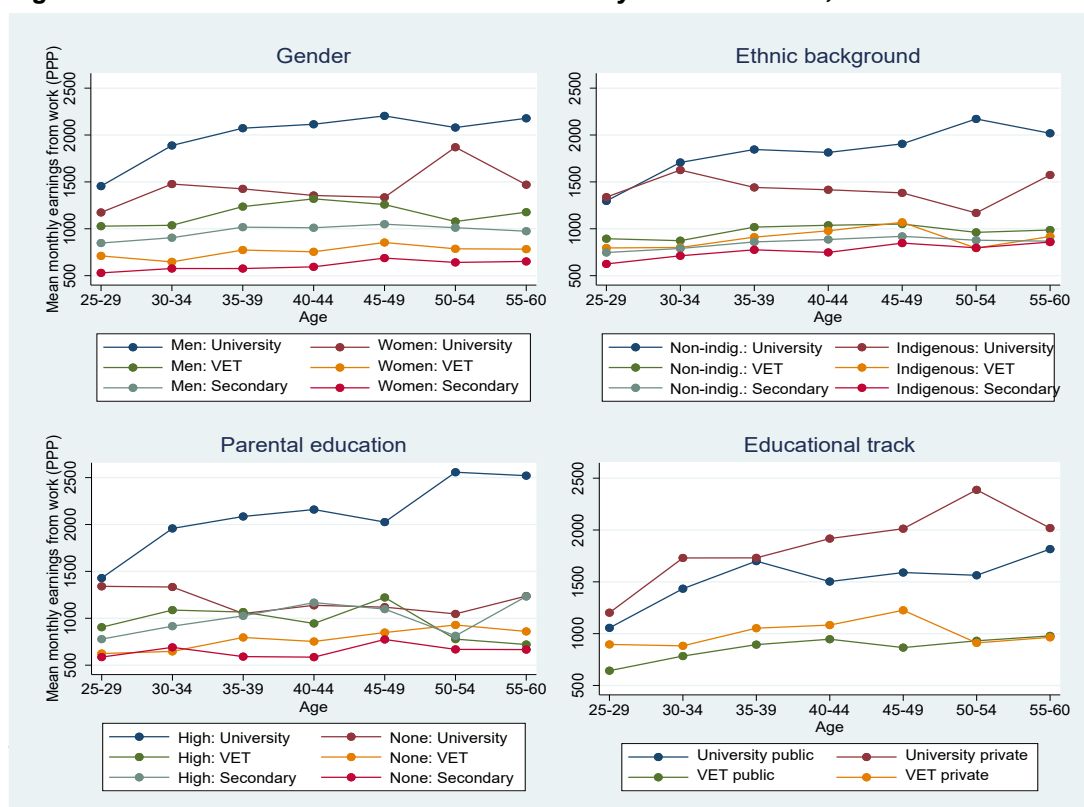 Gender
Mean monthly earnings from work (PPP)
2500
2000
1500
1000
500
25-29 30-34 35-39 40-44 45-49 50-54 55-60
Age
Men: University Women: University
Men: VET Women: VET
Men: Secondary Women: Secondary
Ethnic background
2500
2000
1500
1000
500
25-29 30-34 35-39 40-44 45-49 50-54 55-60
Age
Non-indig.: University Indigenous: University
Non-indig.: VET Indigenous: VET
Non-indig.: Secondary Indigenous: Secondary
Parental education
Mean monthly earnings from work (PPP)
2500
2000
1500
1000
500
25-29 30-34 35-39 40-44 45-49 50-54 55-60
Age
High: University None: University
High: VET None: VET
High: Secondary None: Secondary
Educational track
2500
2000
1500
1000
500
25-29 30-34 35-39 40-44 45-49 50-54 55-60
Age
University public University private
VET public VET private